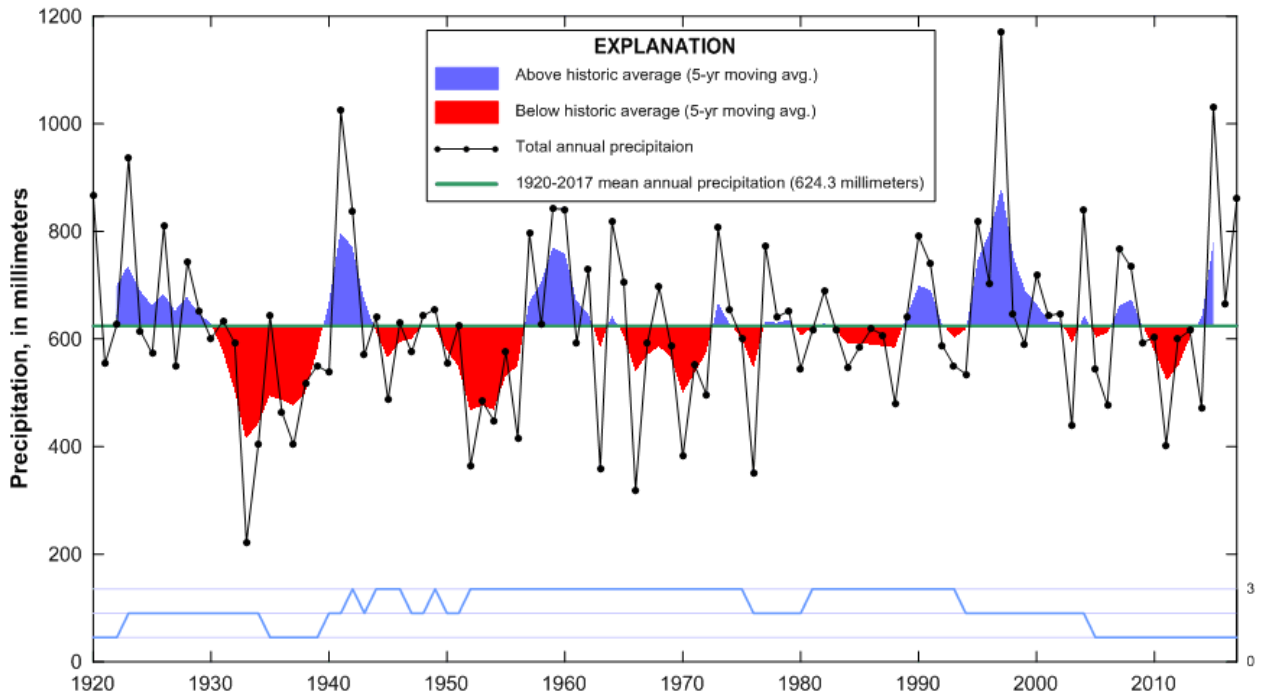 1200
1000
800
600
400
200
0
Precipitation, in millimeters
EXPLANATION
Above historic average (5-yr moving avg.)
Below historic average (5-yr moving avg.)
Total annual precipitaion
1920-2017 mean annual precipitation (624.3 millimeters)
3
0
1920 1930 1940 1950 1960 1970 1980 1990 2000 2010